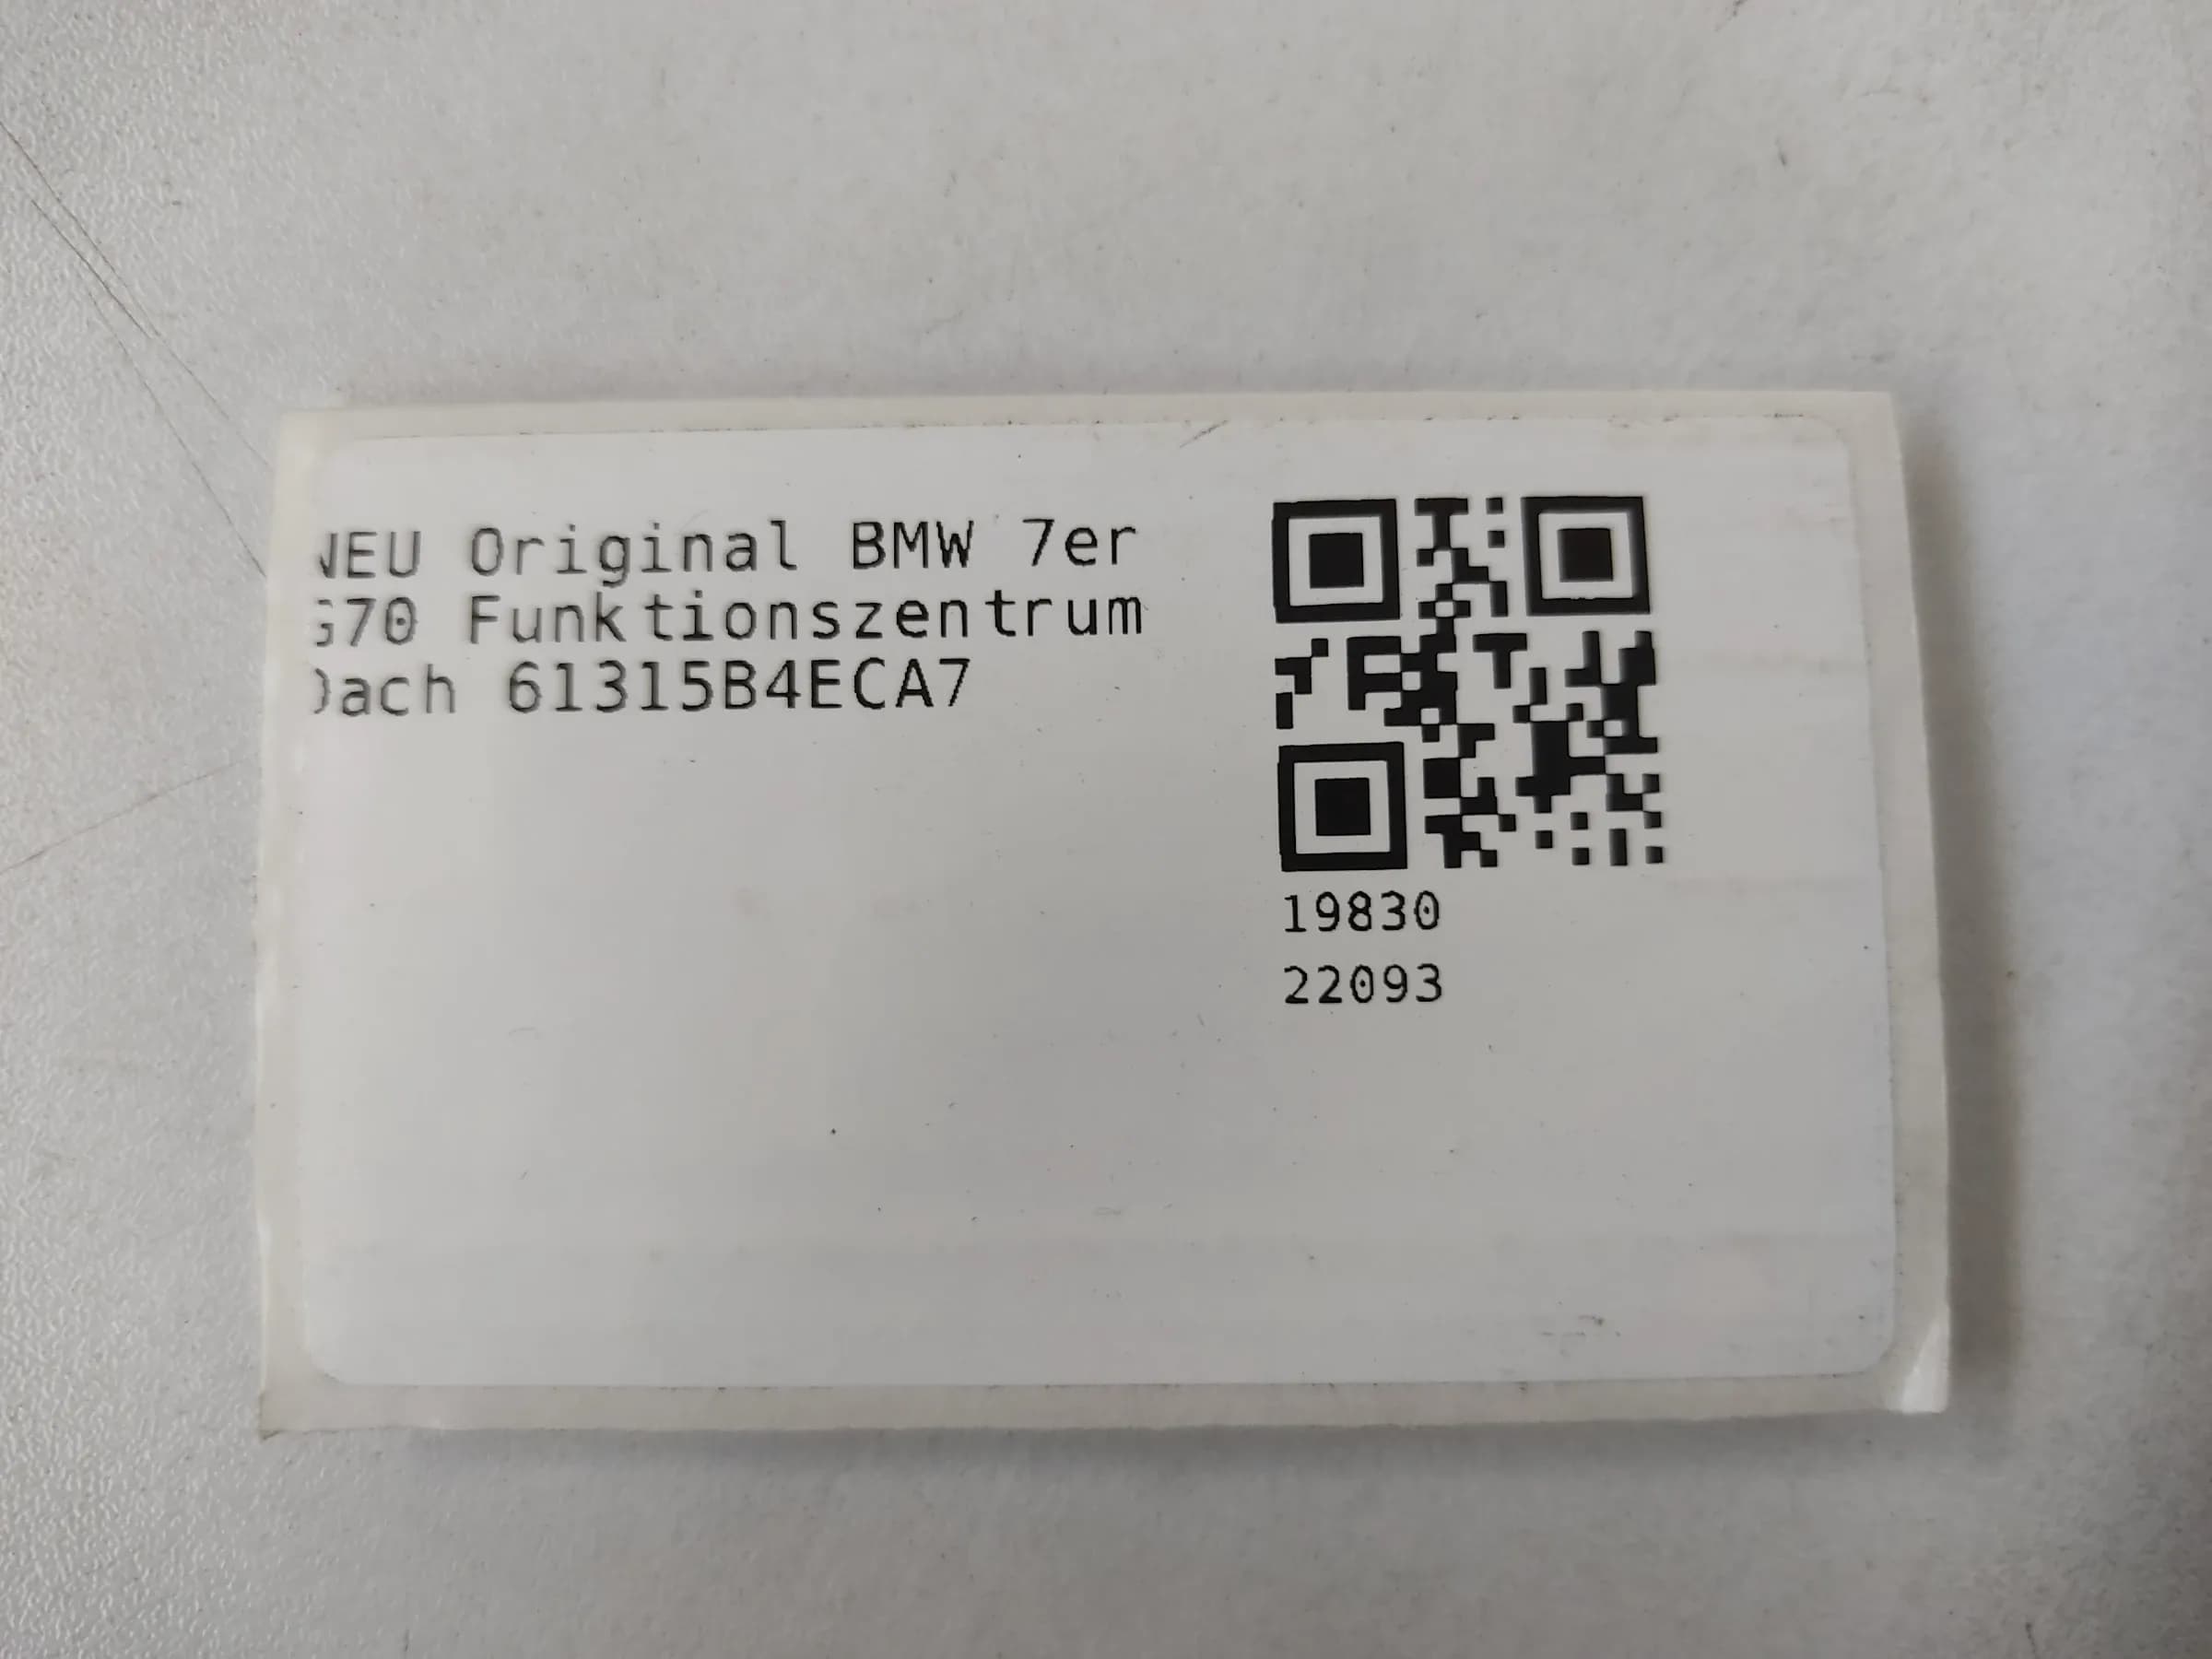 NEU Original BMW 7er
G70 Funktionszentrum
Dach 61315B4ECA7
19830
22093